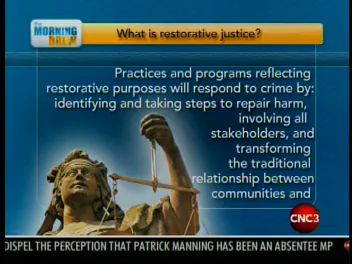 The
MORNING
BREW
What is restorative justice?
Practices and programs reflecting
restorative purposes will respond to crime by:
identifying and taking steps to repair harm,
involving all
stakeholders, and
transforming
the traditional
relationship between
communities and
CNC3
DISPEL THE PERCEPTION THAT PATRICK MANNING HAS BEEN AN ABSENTEE MP